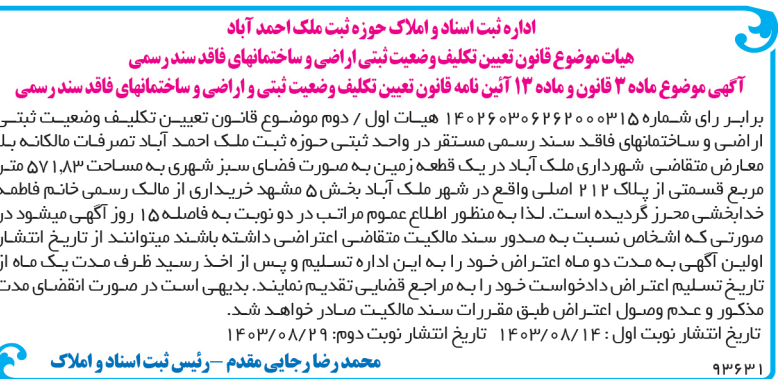 اداره ثبت اسناد و املاک حوزه ثبت ملک احمد آباد
هیات موضوع قانون تعیین تکلیف وضعیت ثبتی اراضی و ساختمانهای فاقد سند رسمی
آگهی موضوع ماده ۳ قانون و ماده ۱۳ آئین نامه قانون تعیین تکلیف وضعیت ثبتی و اراضی و ساختمانهای فاقد سند رسمی
برابر رای شماره ۱۴۰۲۶۰۳۰۶۲۶۲۰۰۰۳۱۵ هیات اول / دوم موضوع قانون تعیین تکلیف وضعیت ثبتی
اراضی و ساختمانهای فاقد سند رسمی مستقر در واحد ثبتی حوزه ثبت ملک احمد آباد تصرفات مالکانه بلا
معارض متقاضی شهرداری ملک آباد در یک قطعه زمین به صورت فضای سبز شهری به مساحت ۵۷۱,۸۳ متر
مربع قسمتی از پلاک ۲۱۲ اصلی واقع در شهر ملک آباد بخش ۵ مشهد خریداری از مالک رسمی خانم فاطمه
خدابخشی محرز گردیده است. لذا به منظور اطلاع عموم مراتب در دو نوبت به فاصله ۱۵ روز آگهی میشود در
صورتی که اشخاص نسبت به صدور سند مالکیت متقاضی اعتراضی داشته باشند میتوانند از تاریخ انتشار
اولین آگهی به مدت دو ماه اعتراض خود را به این اداره تسلیم و پس از اخذ رسید ظرف مدت یک ماه از
تاریخ تسلیم اعتراض دادخواست خود را به مراجع قضایی تقدیم نمایند. بدیهی است در صورت انقضای مدت
مذکور و عدم وصول اعتراض طبق مقررات سند مالکیت صادر خواهد شد.
تاریخ انتشار نوبت اول : ۱۴۰۳/۰۸/۱۴ تاریخ انتشار نوبت دوم: ۱۴۰۳/۰۸/۲۹
محمد رضا رجایی مقدم – رئیس ثبت اسناد و املاک
۹۳۶۳۱